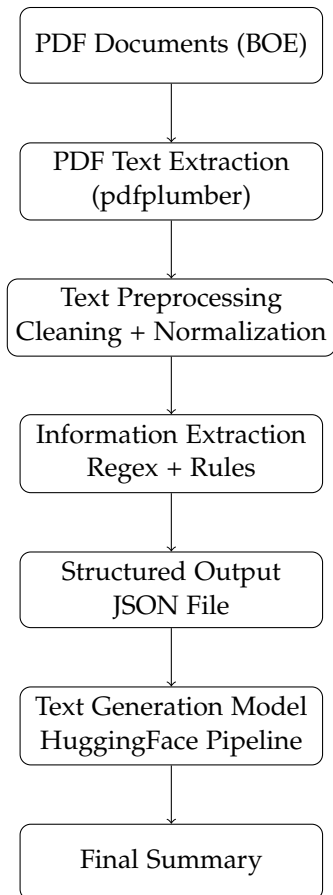 PDF Documents (BOE)
PDF Text Extraction
(pdfplumber)
Text Preprocessing
Cleaning + Normalization
Information Extraction
Regex + Rules
Structured Output
JSON File
Text Generation Model
HuggingFace Pipeline
Final Summary